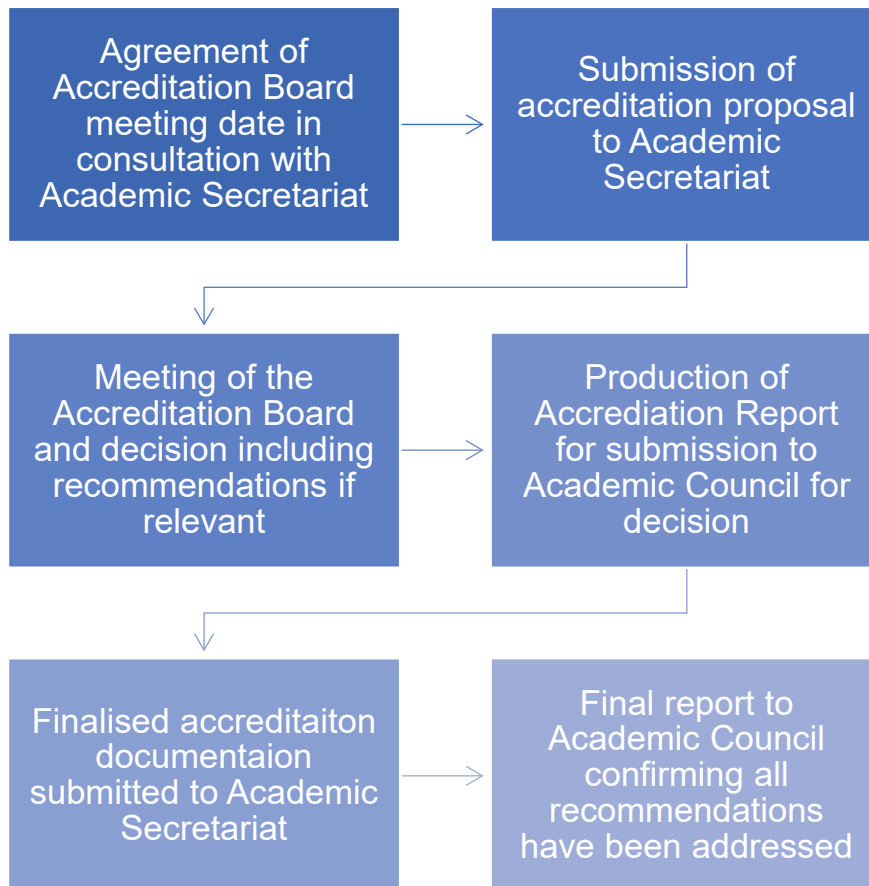 Agreement of
Accreditation Board
meeting date in
consultation with
Academic Secretariat
Submission of
accreditation proposal
to Academic
Secretariat
Meeting of the
Accreditation Board
and decision including
recommendations if
relevant
Production of
Accrediation Report
for submission to
Academic Council for
decision
Finalised accreditaiton
documentaion
submitted to Academic
Secretariat
Final report to
Academic Council
confirming all
recommendations
have been addressed